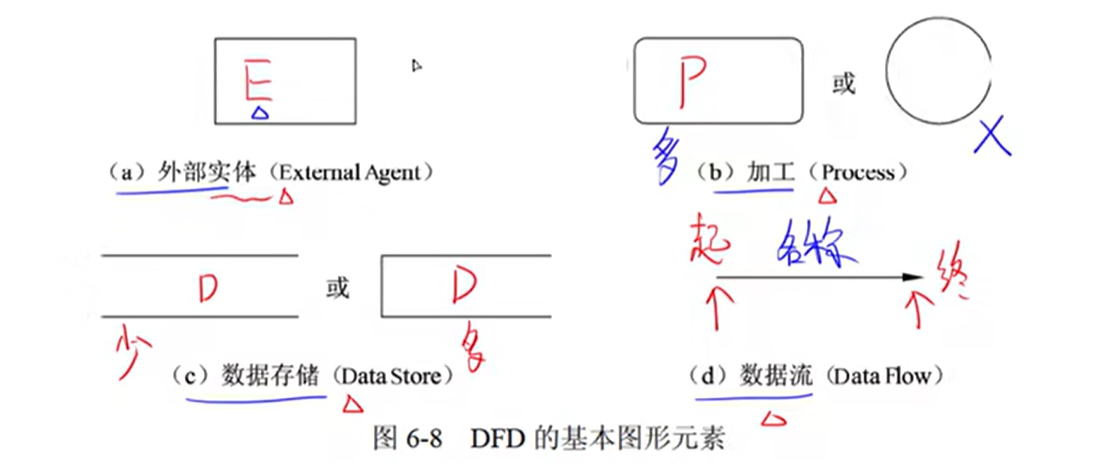 E
P
或
X
多
(a) 外部实体 (External Agent)
(b) 加工 (Process)
起
名称
终
D
或
D
少
多
(c) 数据存储 (Data Store)
(d) 数据流 (Data Flow)
图 6-8 DFD 的基本图形元素